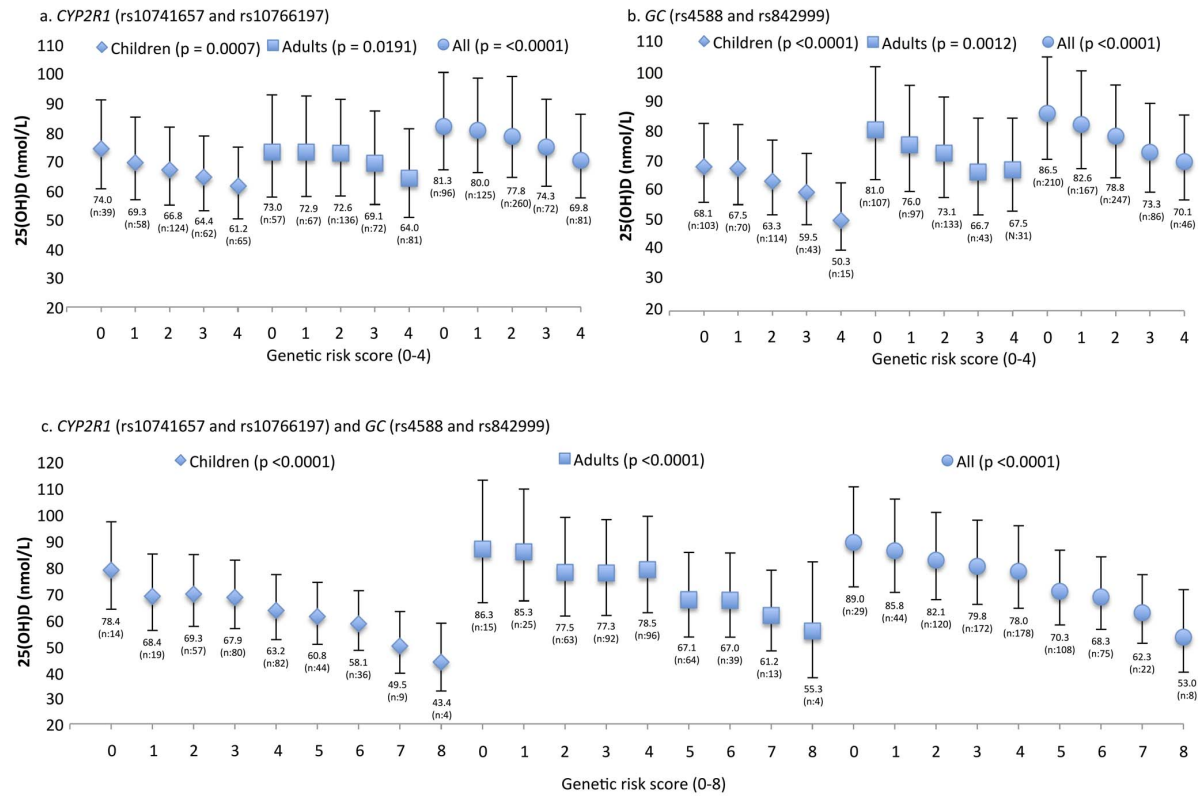 a. CYP2R1 (rs10741657 and rs10766197)
Children (p = 0.0007) Adults (p = 0.0191) All (p = <0.0001)
25(OH)D (nmol/L)
110
100
90
80
70
60
50
40
30
20
74.0 (n:39)
69.3 (n:58)
66.8 (n:124)
64.4 (n:62)
61.2 (n:65)
73.0 (n:57)
72.9 (n:67)
72.6 (n:136)
69.1 (n:72)
64.0 (n:81)
81.3 (n:96)
80.0 (n:125)
77.8 (n:260)
74.3 (n:72)
69.8 (n:81)
0 1 2 3 4 0 1 2 3 4 0 1 2 3 4
Genetic risk score (0-4)
b. GC (rs4588 and rs842999)
Children (p <0.0001) Adults (p = 0.0012) All (p <0.0001)
25(OH)D (nmol/L)
110
100
90
80
70
60
50
40
30
20
68.1 (n:103)
67.5 (n:70)
63.3 (n:114)
59.5 (n:43)
50.3 (n:15)
81.0 (n:107)
76.0 (n:97)
73.1 (n:133)
66.7 (n:43)
67.5 (N:31)
86.5 (n:210)
82.6 (n:167)
78.8 (n:247)
73.3 (n:86)
70.1 (n:46)
0 1 2 3 4 0 1 2 3 4 0 1 2 3 4
Genetic risk score (0-4)
c. CYP2R1 (rs10741657 and rs10766197) and GC (rs4588 and rs842999)
Children (p <0.0001) Adults (p <0.0001) All (p <0.0001)
25(OH)D (nmol/L)
120
110
100
90
80
70
60
50
40
30
20
78.4 (n:14)
68.4 (n:19)
69.3 (n:57)
67.9 (n:80)
63.2 (n:82)
60.8 (n:44)
58.1 (n:36)
49.5 (n:9)
43.4 (n:4)
86.3 (n:15)
85.3 (n:25)
77.5 (n:63)
77.3 (n:92)
78.5 (n:96)
67.1 (n:64)
67.0 (n:39)
61.2 (n:13)
55.3 (n:4)
89.0 (n:29)
85.8 (n:44)
82.1 (n:120)
79.8 (n:172)
78.0 (n:178)
70.3 (n:108)
68.3 (n:75)
62.3 (n:22)
53.0 (n:8)
0 1 2 3 4 5 6 7 8 0 1 2 3 4 5 6 7 8 0 1 2 3 4 5 6 7 8
Genetic risk score (0-8)